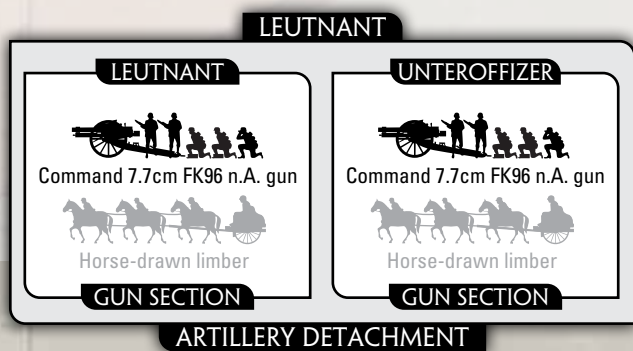 LEUTNANT
LEUTNANT
Command 7.7cm FK96 n.A. gun
Horse-drawn limber
GUN SECTION
UNTEROFFIZER
Command 7.7cm FK96 n.A. gun
Horse-drawn limber
GUN SECTION
ARTILLERY DETACHMENT